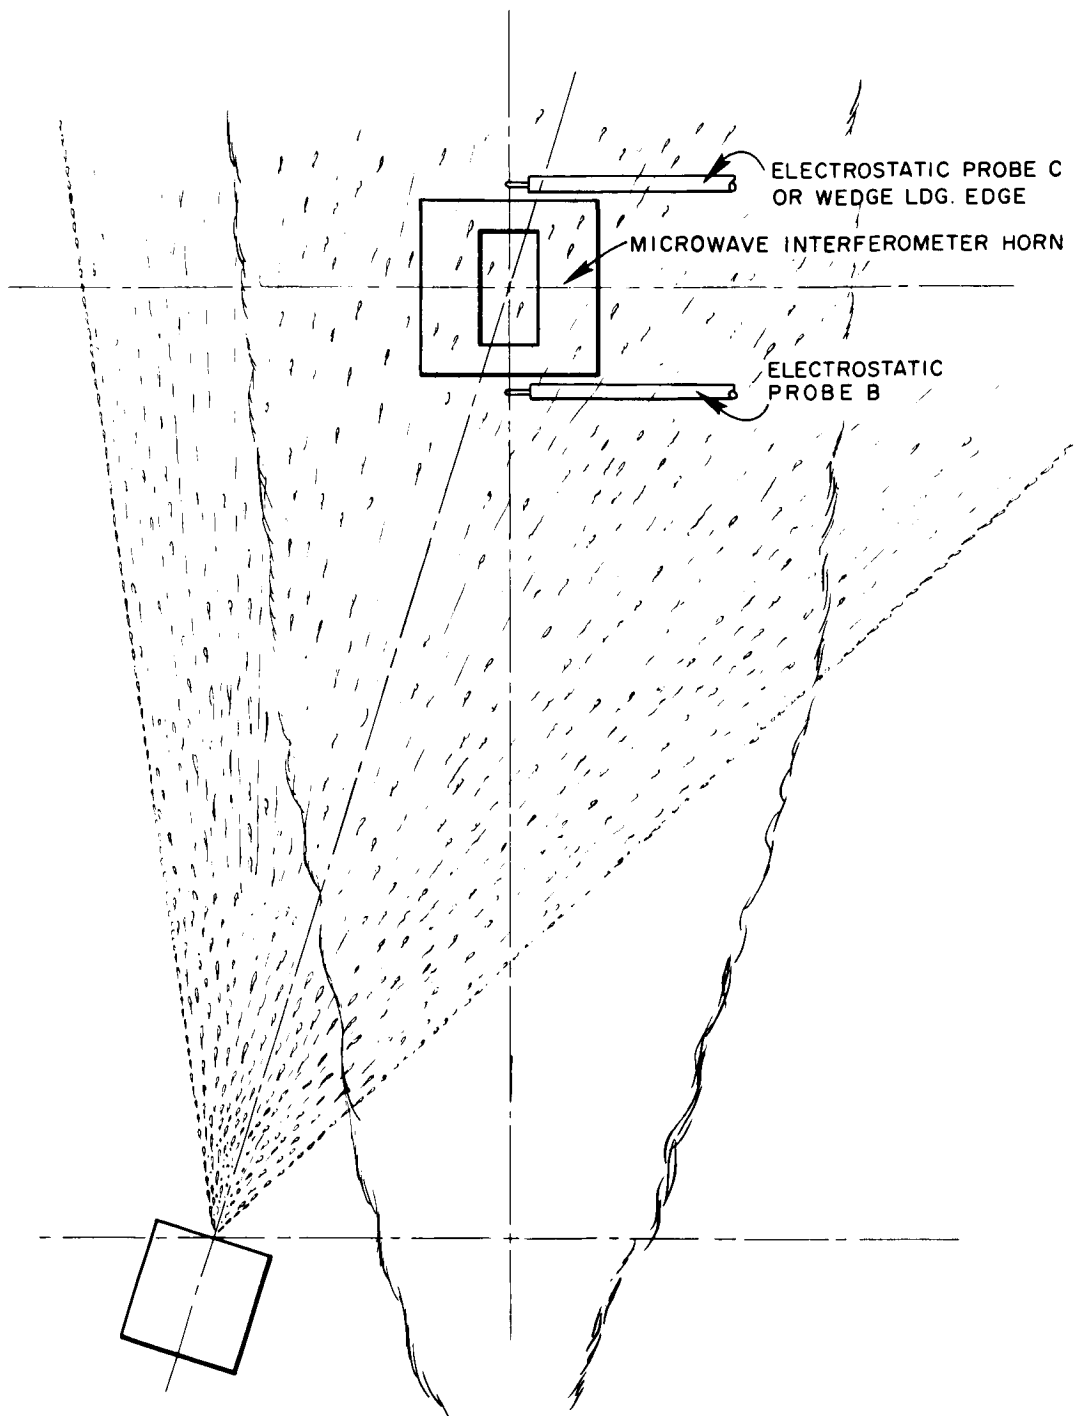 ELECTROSTATIC PROBE C
OR WEDGE LDG. EDGE
MICROWAVE INTERFEROMETER HORN
ELECTROSTATIC
PROBE B